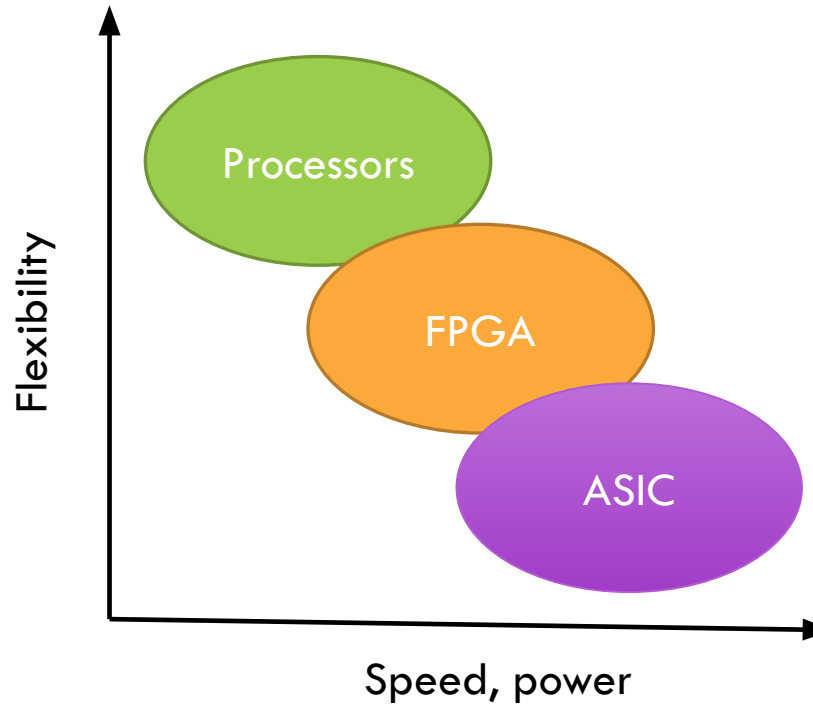 Processors
Flexibility
FPGA
ASIC
Speed, power